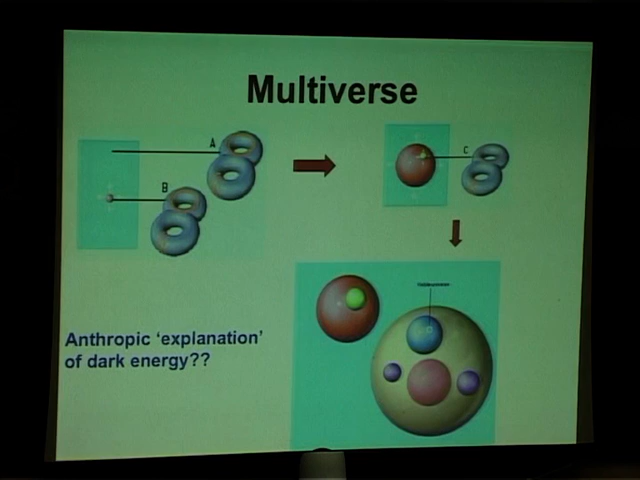 Multiverse
A
B
C
Anthropic ‘explanation’
of dark energy??